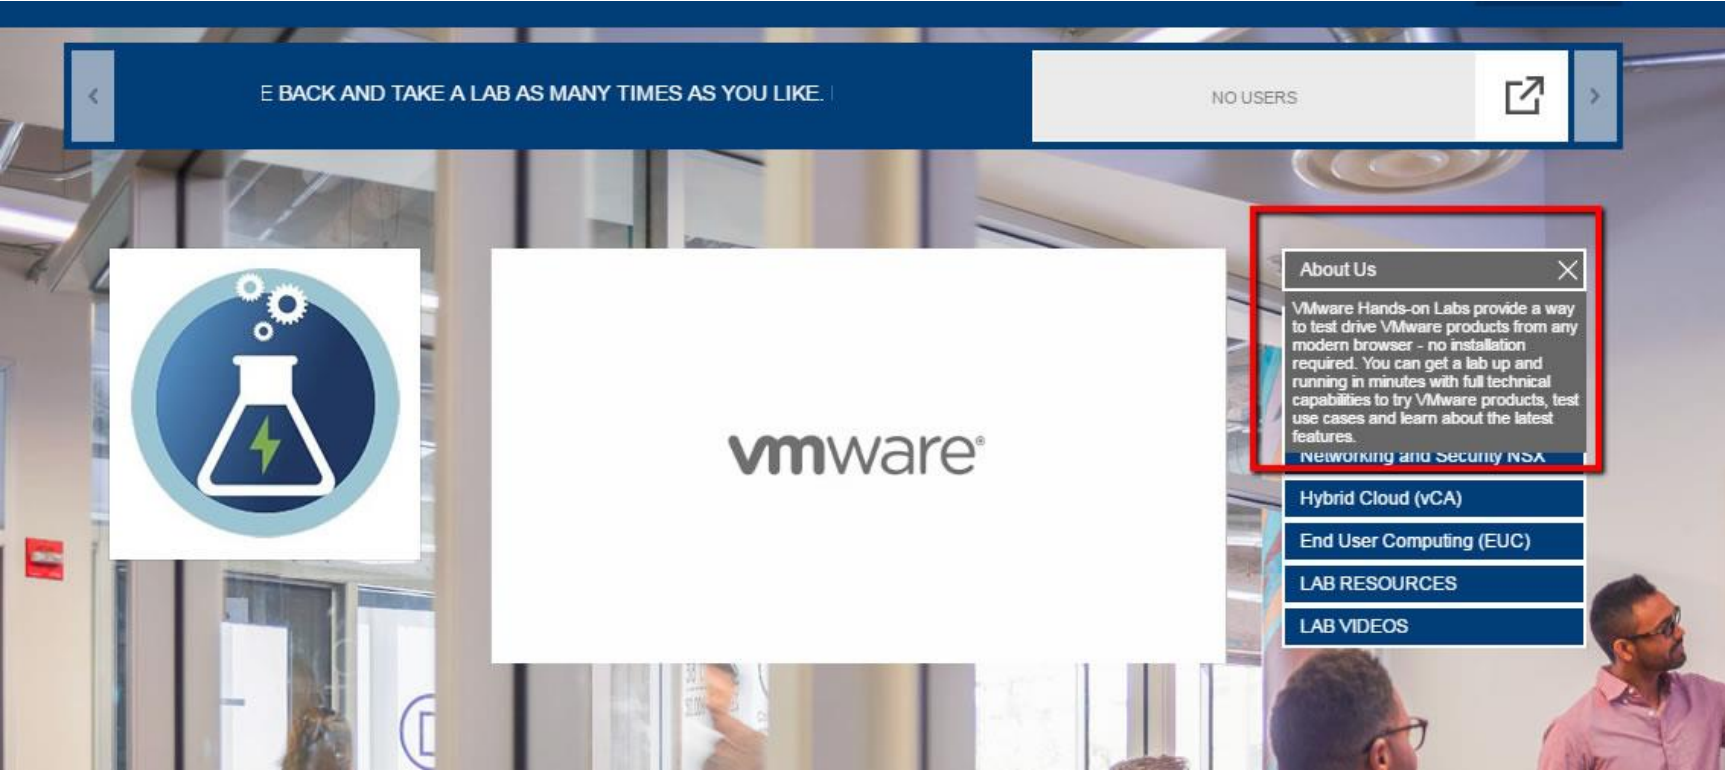 E BACK AND TAKE A LAB AS MANY TIMES AS YOU LIKE.
NO USERS
vmware®
About Us
VMware Hands-on Labs provide a way
to test drive VMware products from any
modern browser - no installation
required. You can get a lab up and
running in minutes with full technical
capabilities to try VMware products, test
use cases and learn about the latest
features.
Networking and Security NSX
Hybrid Cloud (vCA)
End User Computing (EUC)
LAB RESOURCES
LAB VIDEOS